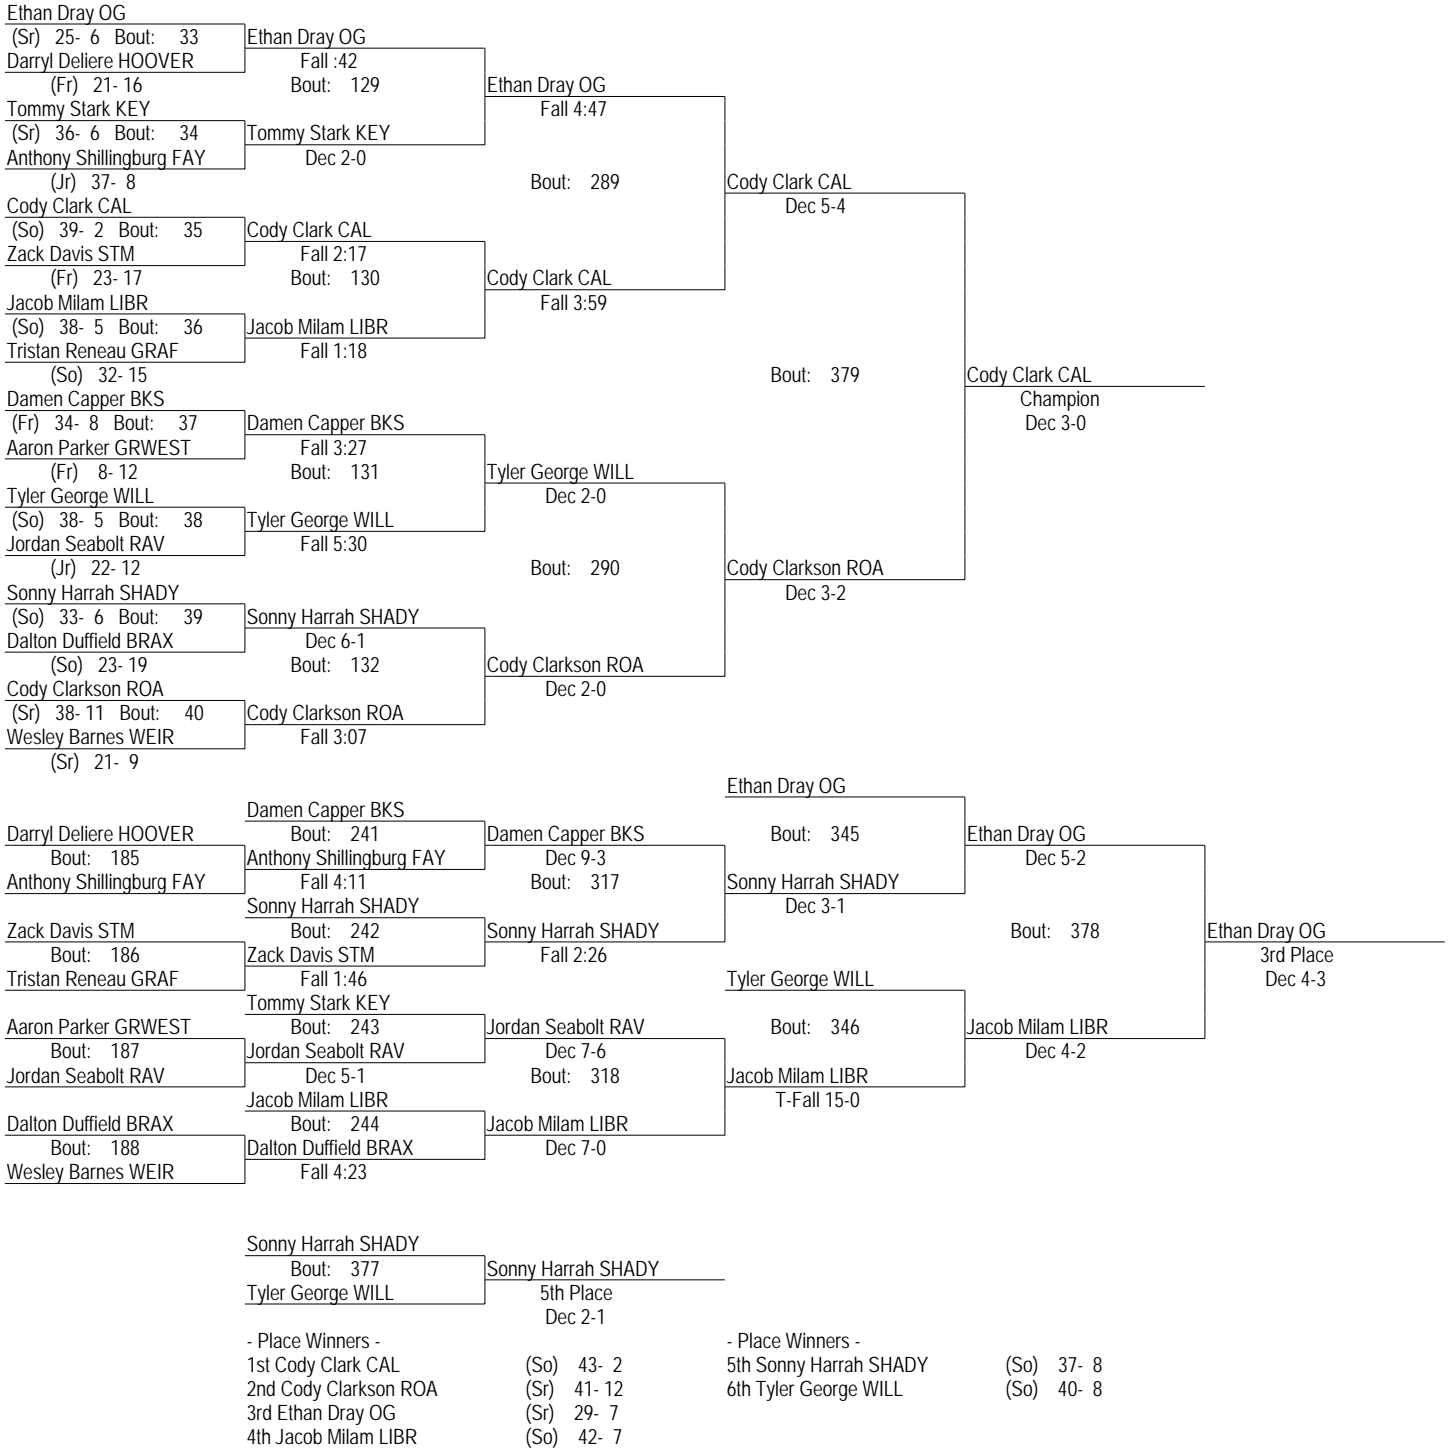 Ethan Dray OG
(Sr) 25- 6 Bout: 33 Ethan Dray OG
Darryl Deliere HOOVER Fall :42
(Fr) 21- 16 Bout: 129 Ethan Dray OG
Tommy Stark KEY Fall 4:47
(Sr) 36- 6 Bout: 34 Tommy Stark KEY
Anthony Shillingburg FAY Dec 2-0
(Jr) 37- 8 Bout: 289 Cody Clark CAL
Cody Clark CAL Dec 5-4
(So) 39- 2 Bout: 35 Cody Clark CAL
Zack Davis STM Fall 2:17
(Fr) 23- 17 Bout: 130 Cody Clark CAL
Jacob Milam LIBR Fall 3:59
(So) 38- 5 Bout: 36 Jacob Milam LIBR
Tristan Reneau GRAF Fall 1:18
(So) 32- 15 Bout: 379 Cody Clark CAL
Damen Capper BKS Champion
(Fr) 34- 8 Bout: 37 Damen Capper BKS Dec 3-0
Aaron Parker GRWEST Fall 3:27
(Fr) 8- 12 Bout: 131 Tyler George WILL
Tyler George WILL Dec 2-0
(So) 38- 5 Bout: 38 Tyler George WILL
Jordan Seabolt RAV Fall 5:30
(Jr) 22- 12 Bout: 290 Cody Clarkson ROA
Sonny Harrah SHADY Dec 3-2
(So) 33- 6 Bout: 39 Sonny Harrah SHADY
Dalton Duffield BRAX Dec 6-1
(So) 23- 19 Bout: 132 Cody Clarkson ROA
Cody Clarkson ROA Dec 2-0
(Sr) 38- 11 Bout: 40 Cody Clarkson ROA
Wesley Barnes WEIR Fall 3:07
(Sr) 21- 9
Ethan Dray OG
Damen Capper BKS
Darryl Deliere HOOVER Bout: 241 Damen Capper BKS Bout: 345 Ethan Dray OG
Bout: 185 Anthony Shillingburg FAY Dec 9-3 Dec 5-2
Anthony Shillingburg FAY Fall 4:11 Bout: 317 Sonny Harrah SHADY
Sonny Harrah SHADY Dec 3-1
Zack Davis STM Bout: 242 Sonny Harrah SHADY Bout: 378 Ethan Dray OG
Bout: 186 Zack Davis STM Fall 2:26 3rd Place
Tristan Reneau GRAF Fall 1:46 Tyler George WILL Dec 4-3
Tommy Stark KEY
Aaron Parker GRWEST Bout: 243 Jordan Seabolt RAV Bout: 346 Jacob Milam LIBR
Bout: 187 Jordan Seabolt RAV Dec 7-6 Dec 4-2
Jordan Seabolt RAV Dec 5-1 Bout: 318 Jacob Milam LIBR
Jacob Milam LIBR T-Fall 15-0
Dalton Duffield BRAX Bout: 244 Jacob Milam LIBR
Bout: 188 Dalton Duffield BRAX Dec 7-0
Wesley Barnes WEIR Fall 4:23
Sonny Harrah SHADY
Bout: 377 Sonny Harrah SHADY
Tyler George WILL 5th Place
Dec 2-1
- Place Winners - - Place Winners -
1st Cody Clark CAL (So) 43- 2 5th Sonny Harrah SHADY (So) 37- 8
2nd Cody Clarkson ROA (Sr) 41- 12 6th Tyler George WILL (So) 40- 8
3rd Ethan Dray OG (Sr) 29- 7
4th Jacob Milam LIBR (So) 42- 7